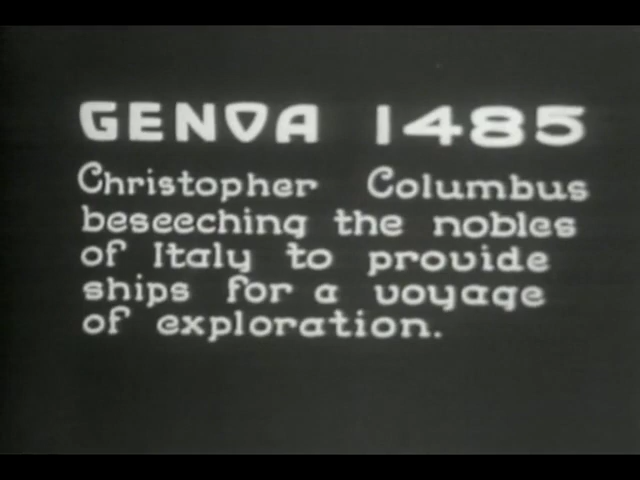 GENOA 1485
Christopher Columbus
beseeching the nobles
of Italy to provide
ships for a voyage
of exploration.